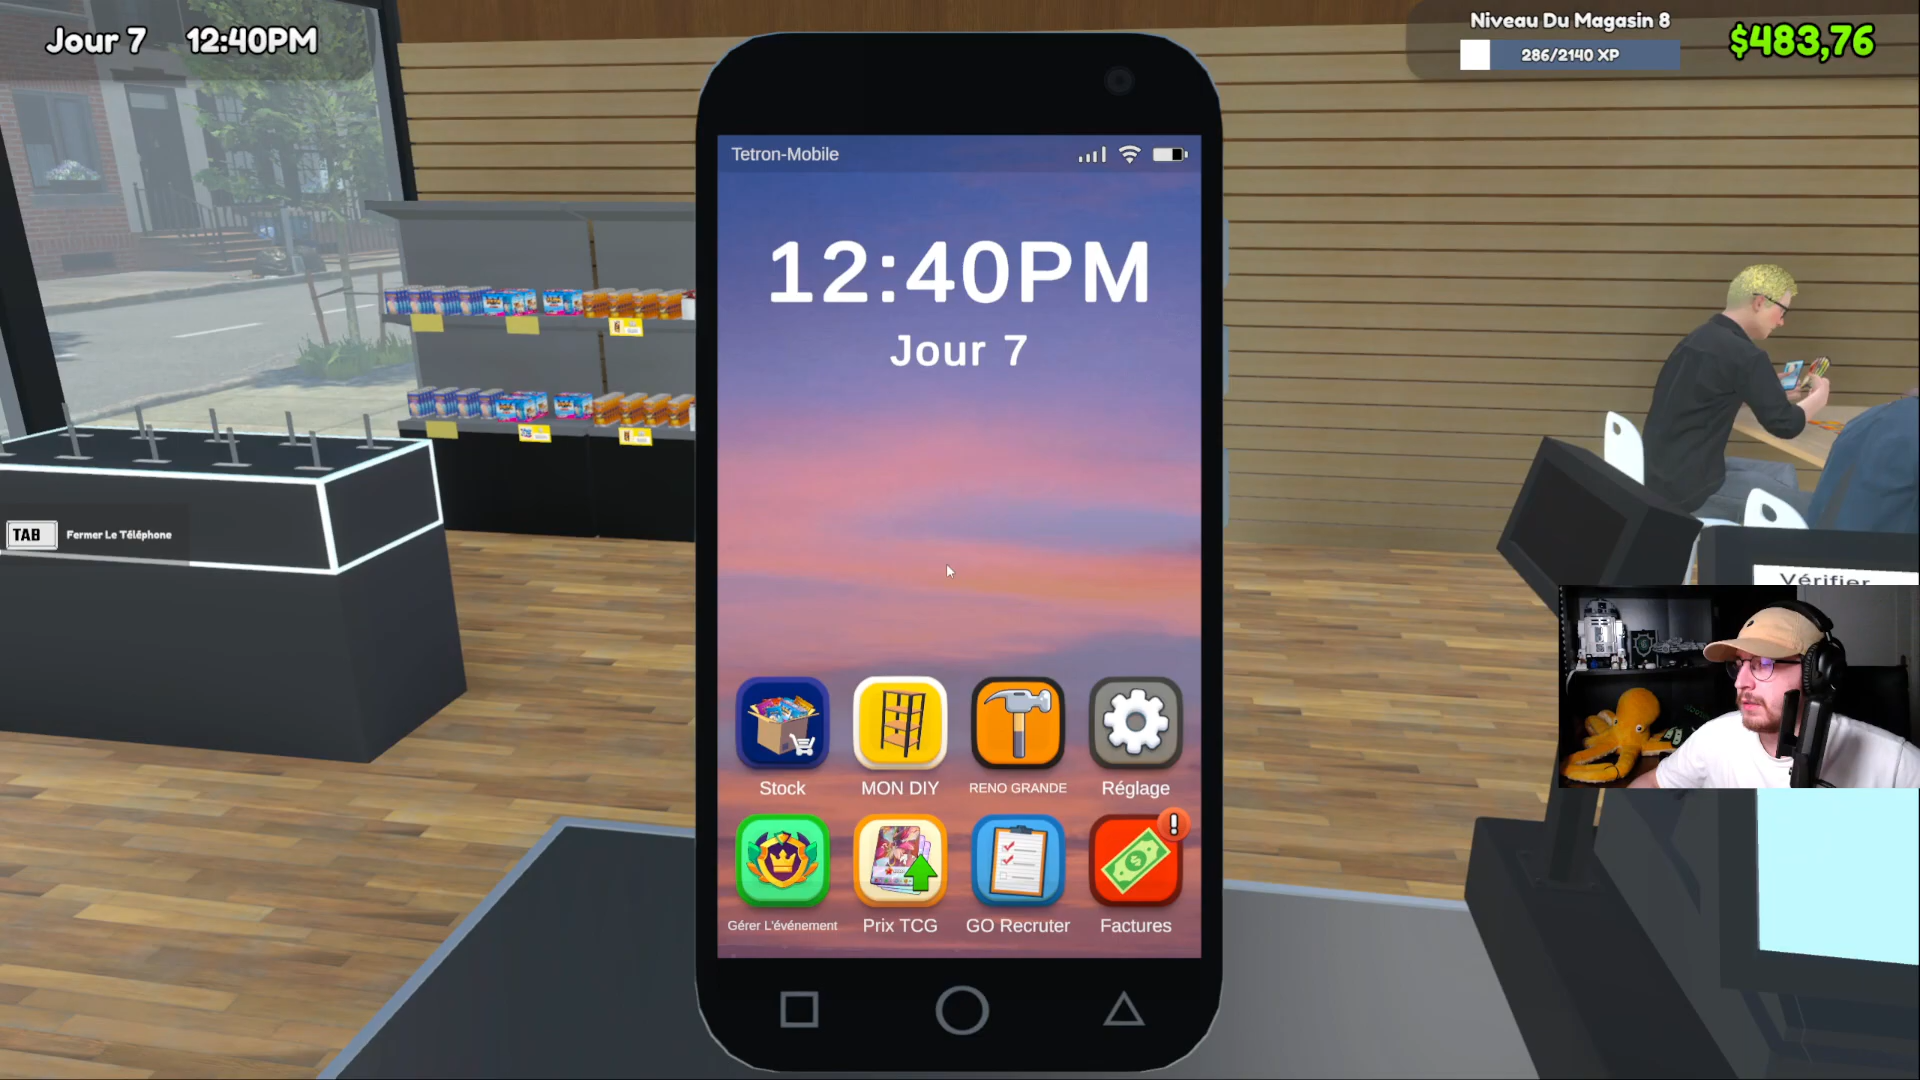 Jour 7 12:40PM
Niveau Du Magasin 8
286/2140 XP
$483,76
Tetron-Mobile
12:40PM
Jour 7
TAB Fermer Le Téléphone
Vérifier
Stock
MON DIY
RENO GRANDE
Réglage
!
Gérer L'événement
Prix TCG
GO Recruter
Factures